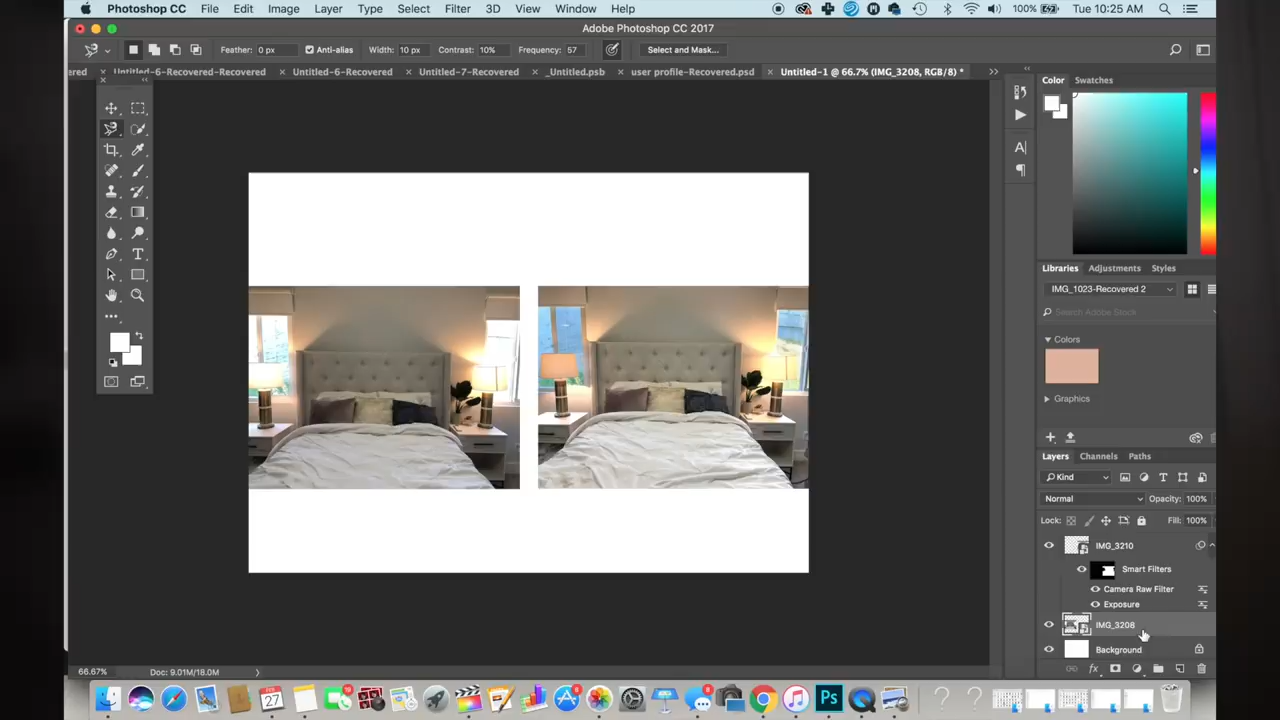 Photoshop CC File Edit Image Layer Type Select Filter 3D View Window Help 100% Tue 10:25 AM
Adobe Photoshop CC 2017
Feather: 0 px Anti-alias Width: 10 px Contrast: 10% Frequency: 57 Select and Mask...
ered Untitled-6-Recovered-Recovered Untitled-6-Recovered Untitled-7-Recovered _Untitled.psb user profile-Recovered.psd Untitled-1 @ 66.7% (IMG_3208, RGB/8) *
Color Swatches
Libraries Adjustments Styles
IMG_1023-Recovered 2
Search Adobe Stock
Colors
Graphics
Layers Channels Paths
Kind
Normal Opacity: 100%
Lock: Fill: 100%
IMG_3210
Smart Filters
Camera Raw Filter
Exposure
IMG_3208
Background
66.67% Doc: 9.01M/18.0M